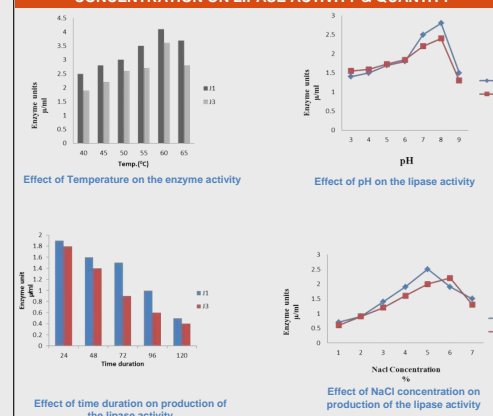 CONCENTRATION ON LIPASE ACTIVITY & QUANTITY
4.5
4
3.5
3
2.5
2
1.5
1
0.5
0
Enzyme units
µ/ml
40 45 50 55 60 65
Temp.(⁰C)
J1
J3
Effect of Temperature on the enzyme activity
3
2.5
2
1.5
1
0.5
0
Enzyme units
µ/ml
3 4 5 6 7 8 9
pH
Effect of pH on the lipase activity
2
1.8
1.6
1.4
1.2
1
0.8
0.6
0.4
0.2
0
Enzyme unit
µ/ml
24 48 72 96 120
Time duration
J1
J3
Effect of time duration on production of
the lipase activity
3
2.5
2
1.5
1
0.5
0
Enzyme units
µ/ml
1 2 3 4 5 6 7
Nacl Concentration
%
Effect of NaCl concentration on
production of the lipase activity